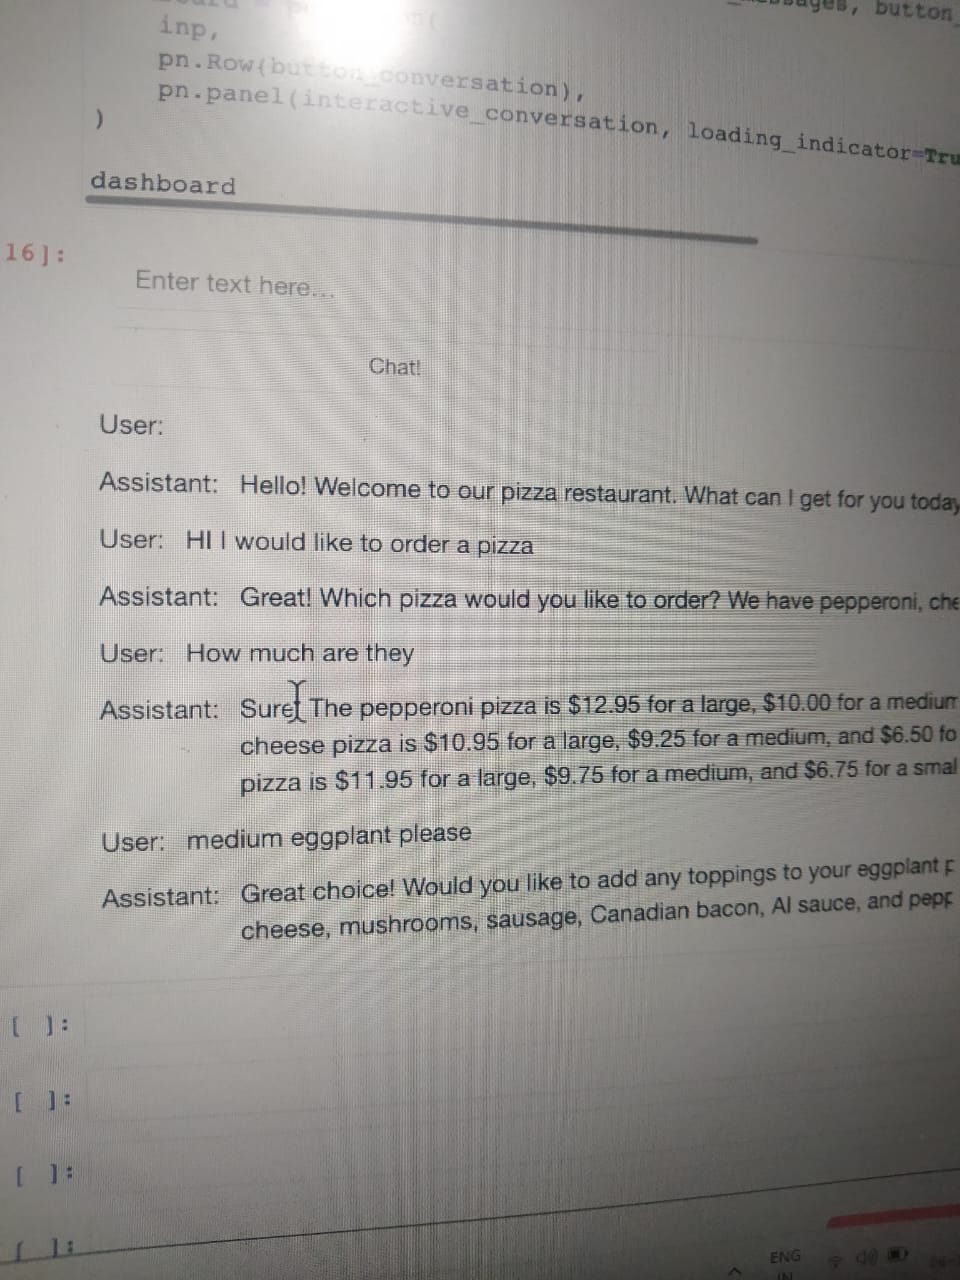 button_
inp,
pn.Row(button_conversation),
pn.panel(interactive_conversation, loading_indicator=Tru
)
dashboard
16]:
Enter text here...
Chat!
User:
Assistant: Hello! Welcome to our pizza restaurant. What can I get for you today
User: HI I would like to order a pizza
Assistant: Great! Which pizza would you like to order? We have pepperoni, che
User: How much are they
Assistant: Sure! The pepperoni pizza is $12.95 for a large, $10.00 for a medium
cheese pizza is $10.95 for a large, $9.25 for a medium, and $6.50 fo
pizza is $11.95 for a large, $9.75 for a medium, and $6.75 for a smal
User: medium eggplant please
Assistant: Great choice! Would you like to add any toppings to your eggplant p
cheese, mushrooms, sausage, Canadian bacon, AI sauce, and pepp
[ ]:
[ ]:
[ ]:
[ ]:
ENG
IN